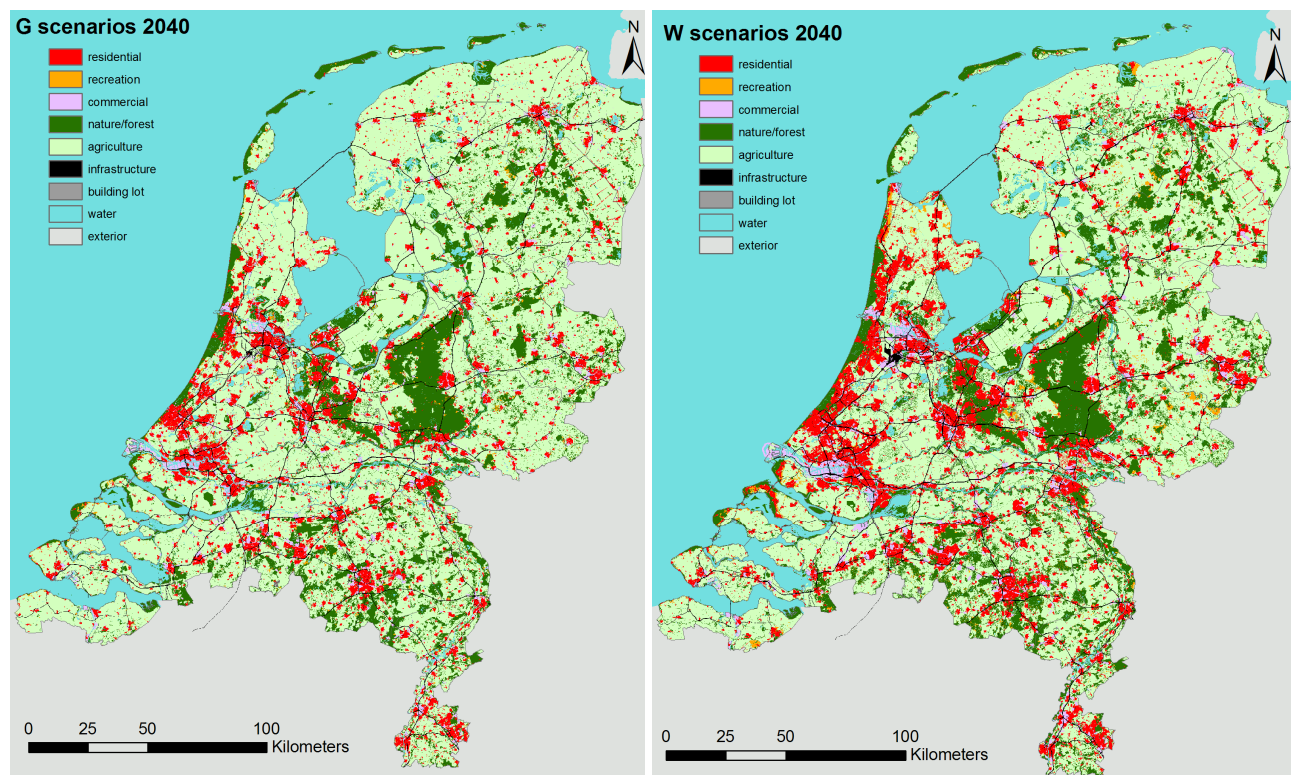 G scenarios 2040
N
residential
recreation
commercial
nature/forest
agriculture
infrastructure
building lot
water
exterior
0 25 50 100
Kilometers
W scenarios 2040
N
residential
recreation
commercial
nature/forest
agriculture
infrastructure
building lot
water
exterior
0 25 50 100
Kilometers